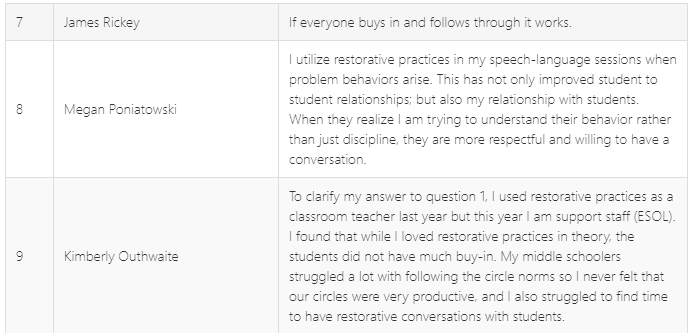 7 James Rickey If everyone buys in and follows through it works.
I utilize restorative practices in my speech-language sessions when
problem behaviors arise. This has not only improved student to
student relationships; but also my relationship with students.
8 Megan Poniatowski
When they realize I am trying to understand their behavior rather
than just discipline, they are more respectful and willing to have a
conversation.
To clarify my answer to question 1, I used restorative practices as a
classroom teacher last year but this year I am support staff (ESOL).
I found that while I loved restorative practices in theory, the
9 Kimberly Outhwaite students did not have much buy-in. My middle schoolers
struggled a lot with following the circle norms so I never felt that
our circles were very productive, and I also struggled to find time
to have restorative conversations with students.